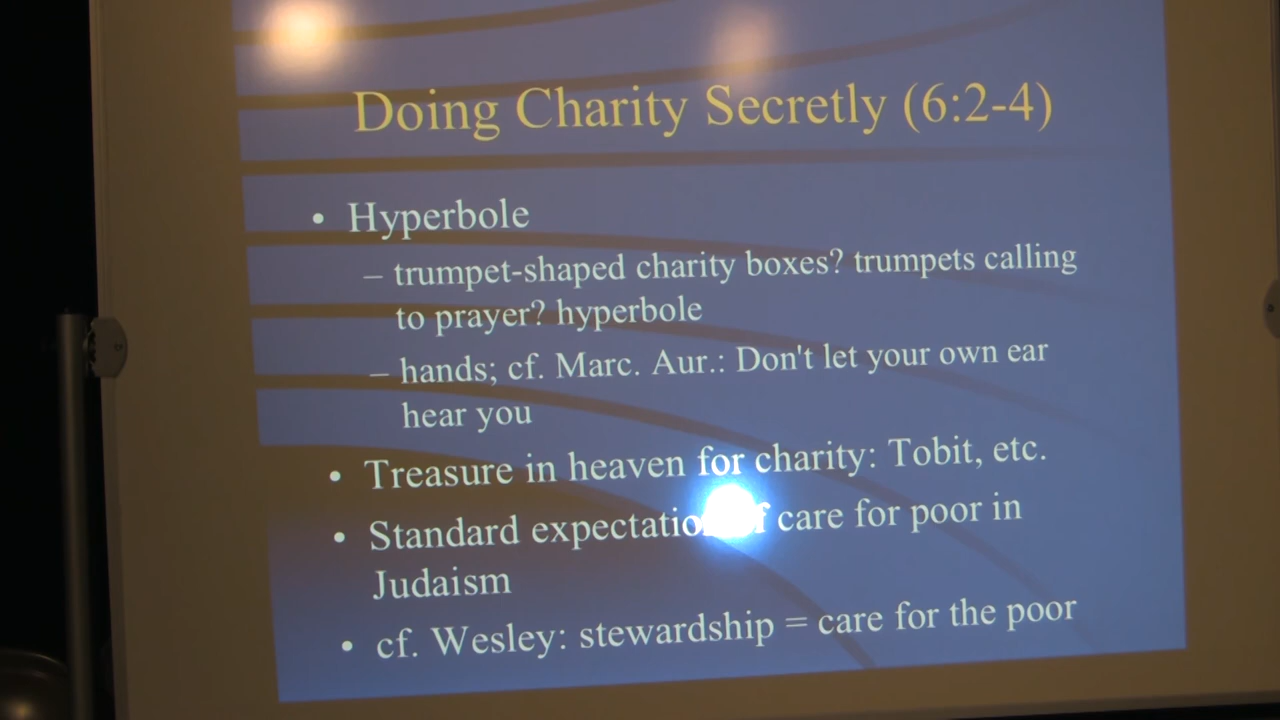 Doing Charity Secretly (6:2-4)
• Hyperbole
– trumpet-shaped charity boxes? trumpets calling
to prayer? hyperbole
– hands; cf. Marc. Aur.: Don't let your own ear
hear you
• Treasure in heaven for charity: Tobit, etc.
• Standard expectation of care for poor in
Judaism
• cf. Wesley: stewardship = care for the poor